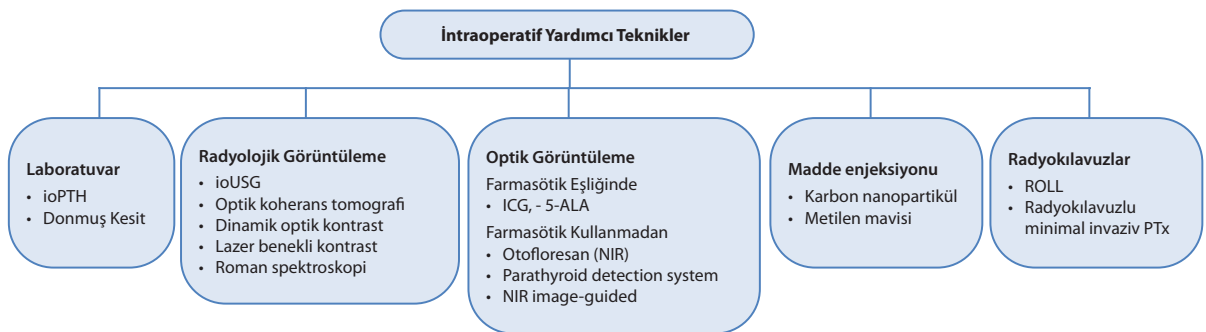 İntraoperatif Yardımcı Teknikler
Laboratuvar
• ioPTH
• Donmuş Kesit
Radyolojik Görüntüleme
• ioUSG
• Optik koherans tomografi
• Dinamik optik kontrast
• Lazer benekli kontrast
• Roman spektroskopi
Optik Görüntüleme
Farmasötik Eşliğinde
• ICG, - 5-ALA
Farmasötik Kullanmadan
• Otofloresan (NIR)
• Parathyroid detection system
• NIR image-guided
Madde enjeksiyonu
• Karbon nanopartikül
• Metilen mavisi
Radyokılavuzlar
• ROLL
• Radyokılavuzlu
minimal invaziv PTx